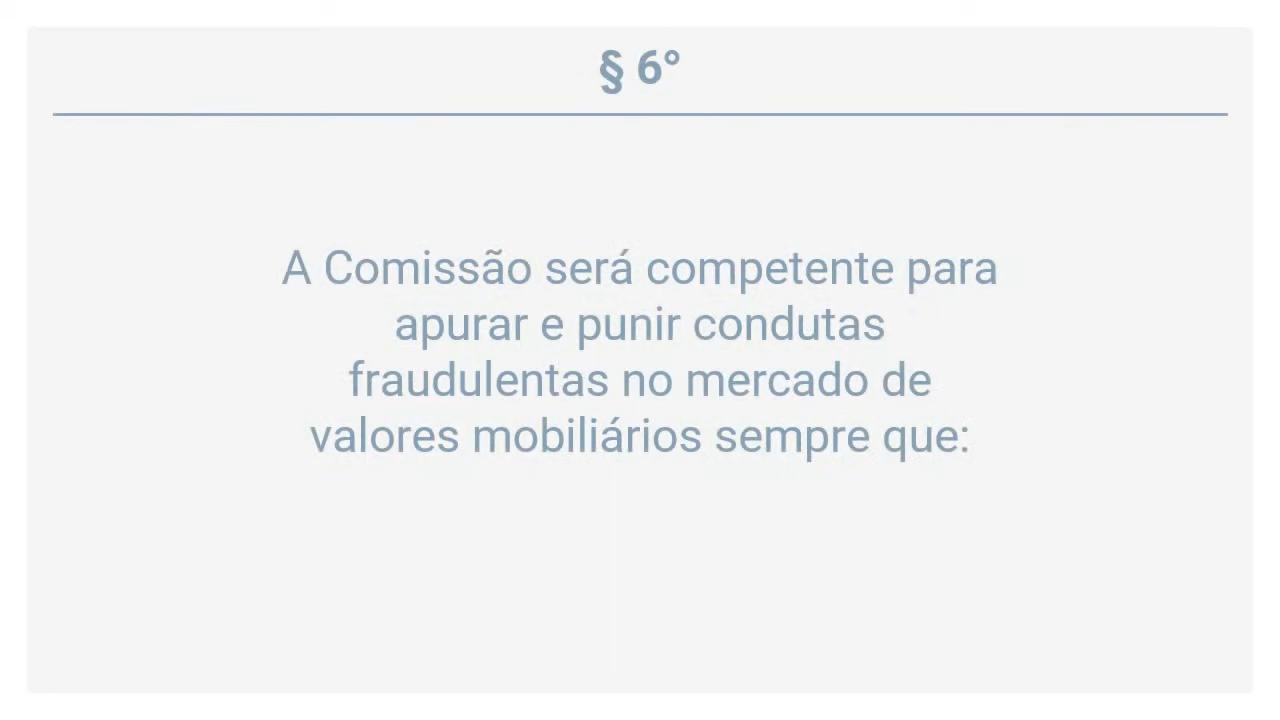 § 6°
A Comissão será competente para
apurar e punir condutas
fraudulentas no mercado de
valores mobiliários sempre que: